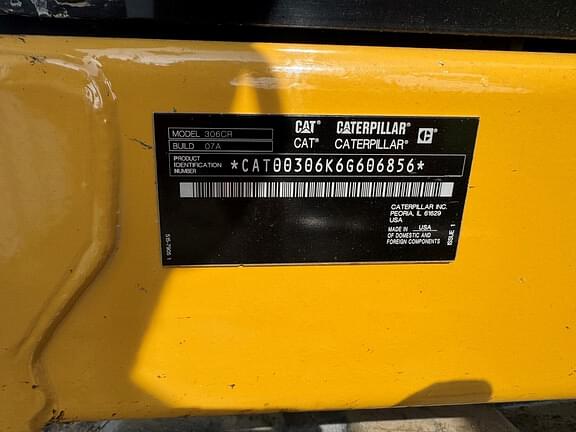 MODEL 306CR
BUILD 07A
CAT CATERPILLAR C
CAT® CATERPILLAR®
PRODUCT
IDENTIFICATION
NUMBER
*CAT00306K6G606856*
CATERPILLAR INC.
PEORIA, IL 61629
USA
MADE IN USA
OF DOMESTIC AND
FOREIGN COMPONENTS
ISSUE 1